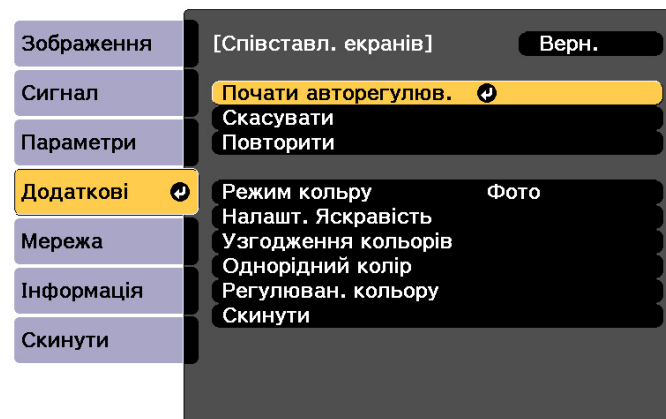 Зображення
Сигнал
Параметри
Додаткові
Мережа
Інформація
Скинути
[Співставл. екранів] Верн.
Почати авторегулюв.
Скасувати
Повторити
Режим кольру Фото
Налашт. Яскравість
Узгодження кольорів
Однорідний колір
Регулюван. кольору
Скинути